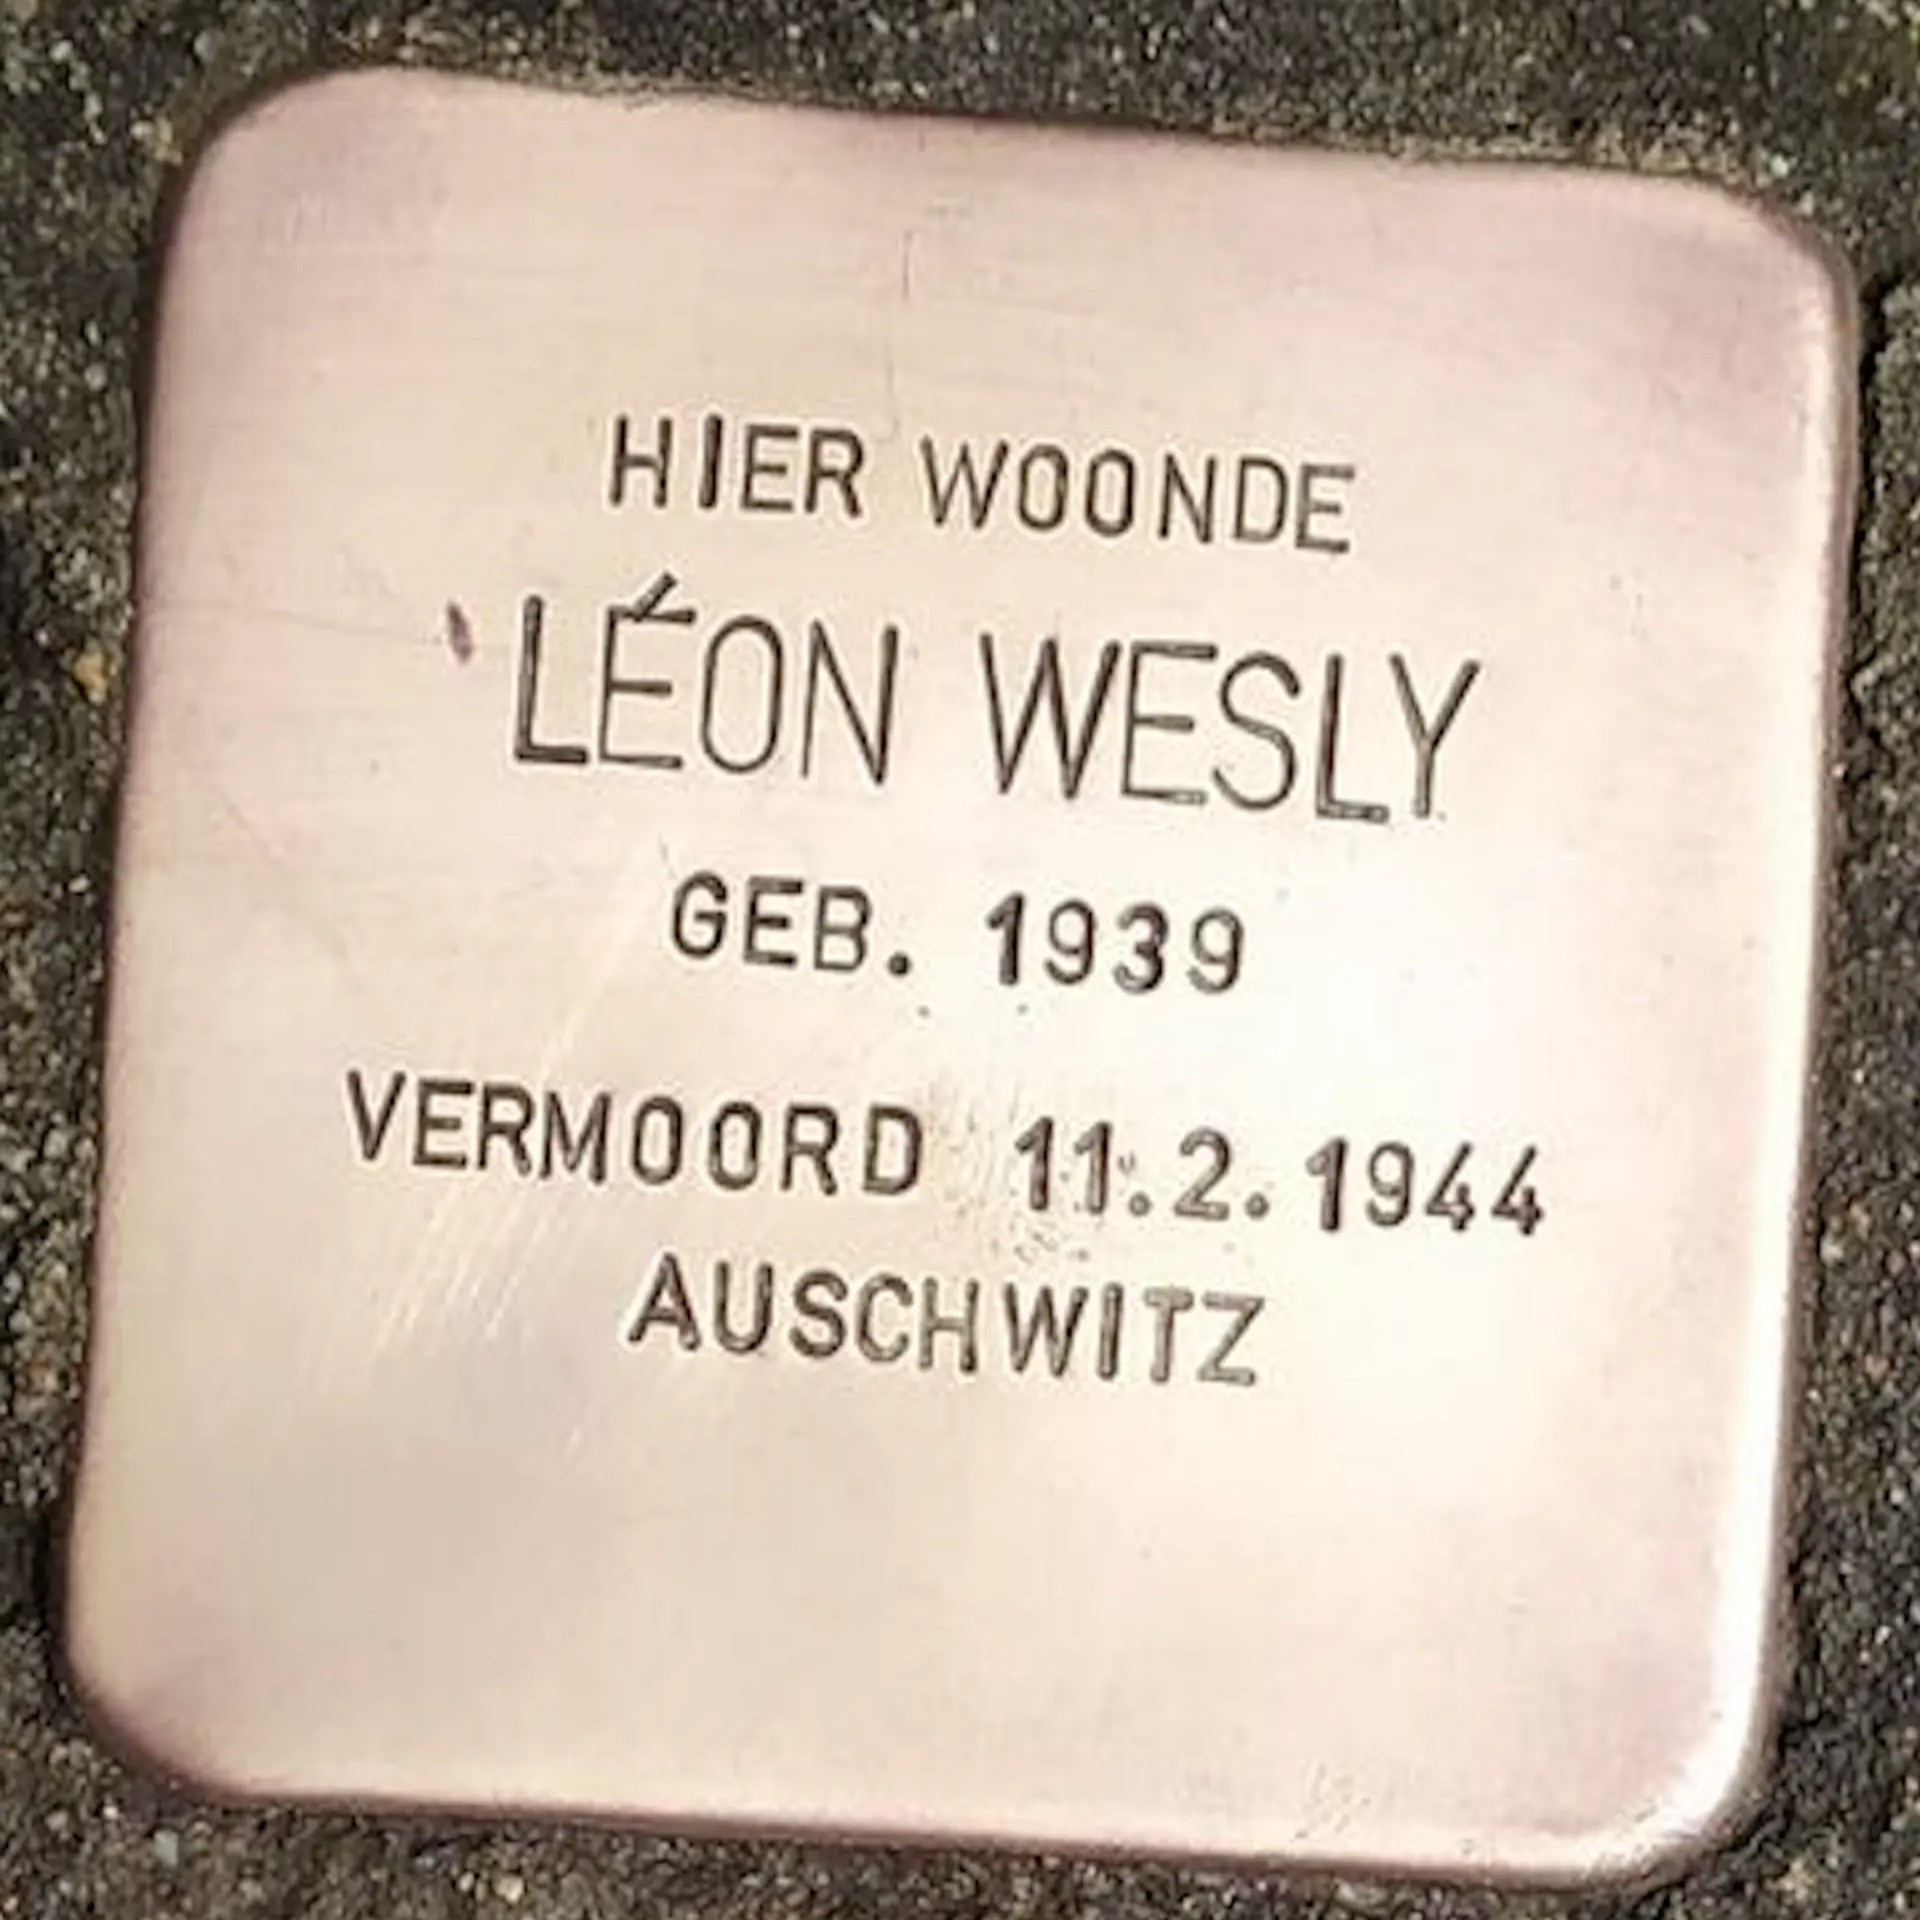 HIER WOONDE
LÉON WESLY
GEB. 1939
VERMOORD 11.2.1944
AUSCHWITZ